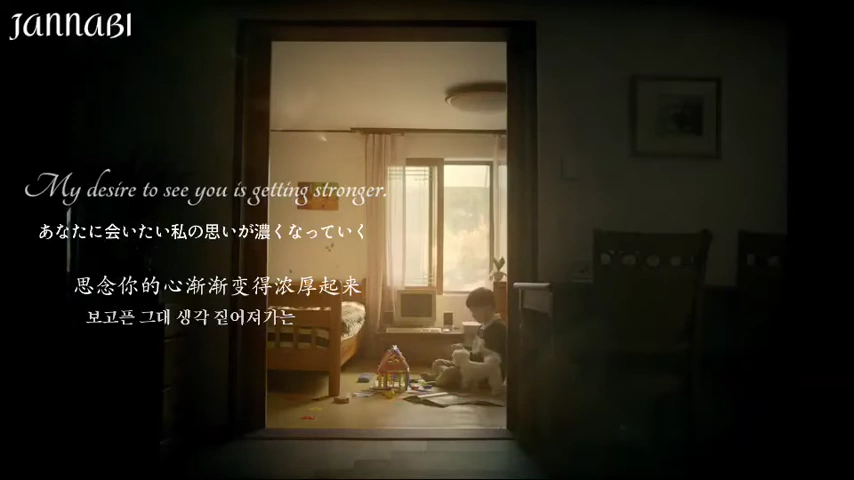 JANNABI
My desire to see you is getting stronger.
あなたに会いたい私の思いが濃くなっていく
思念你的心渐渐变得浓厚起来
보고픈 그대 생각 짙어져가는